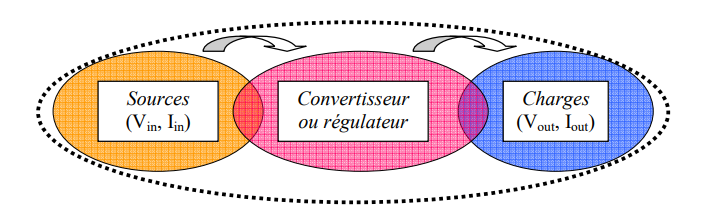 Sources
(Vin, Iin)
Convertisseur
ou régulateur
Charges
(Vout, Iout)